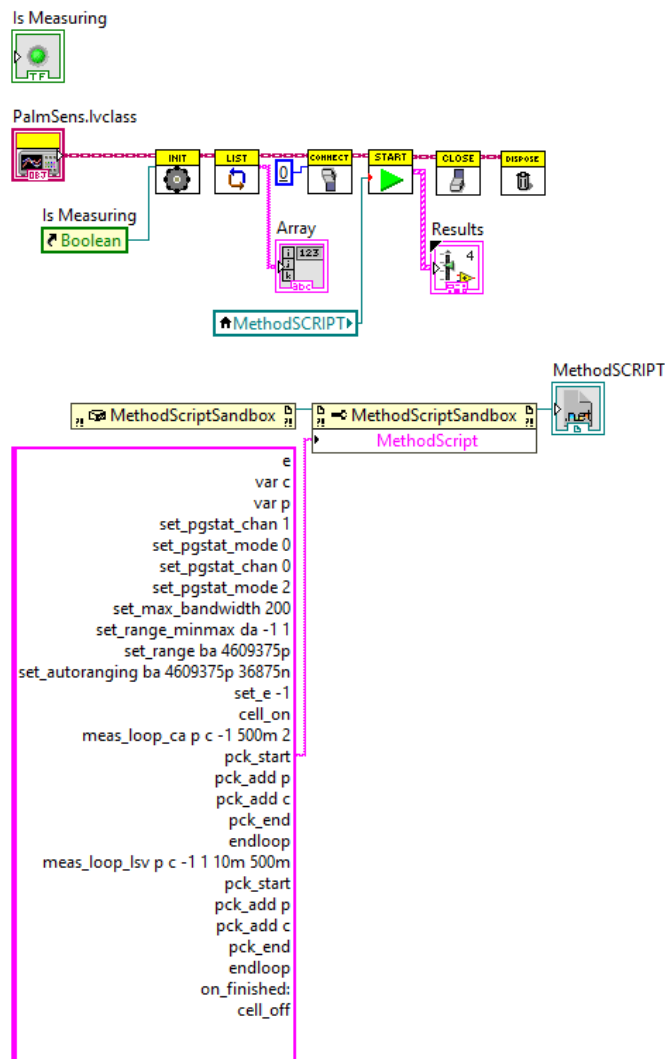 Is Measuring
TF
PalmSens.lvclass
OBJ
INIT
LIST
0
CONNECT
START
CLOSE
DISPOSE
Is Measuring
Boolean
Array
123
abc
Results
4
MethodSCRIPT
MethodSCRIPT
MethodScriptSandbox
MethodScriptSandbox
MethodScript
.net
e
var c
var p
set_pgstat_chan 1
set_pgstat_mode 0
set_pgstat_chan 0
set_pgstat_mode 2
set_max_bandwidth 200
set_range_minmax da -1 1
set_range ba 4609375p
set_autoranging ba 4609375p 36875n
set_e -1
cell_on
meas_loop_ca p c -1 500m 2
pck_start
pck_add p
pck_add c
pck_end
endloop
meas_loop_lsv p c -1 1 10m 500m
pck_start
pck_add p
pck_add c
pck_end
endloop
on_finished:
cell_off